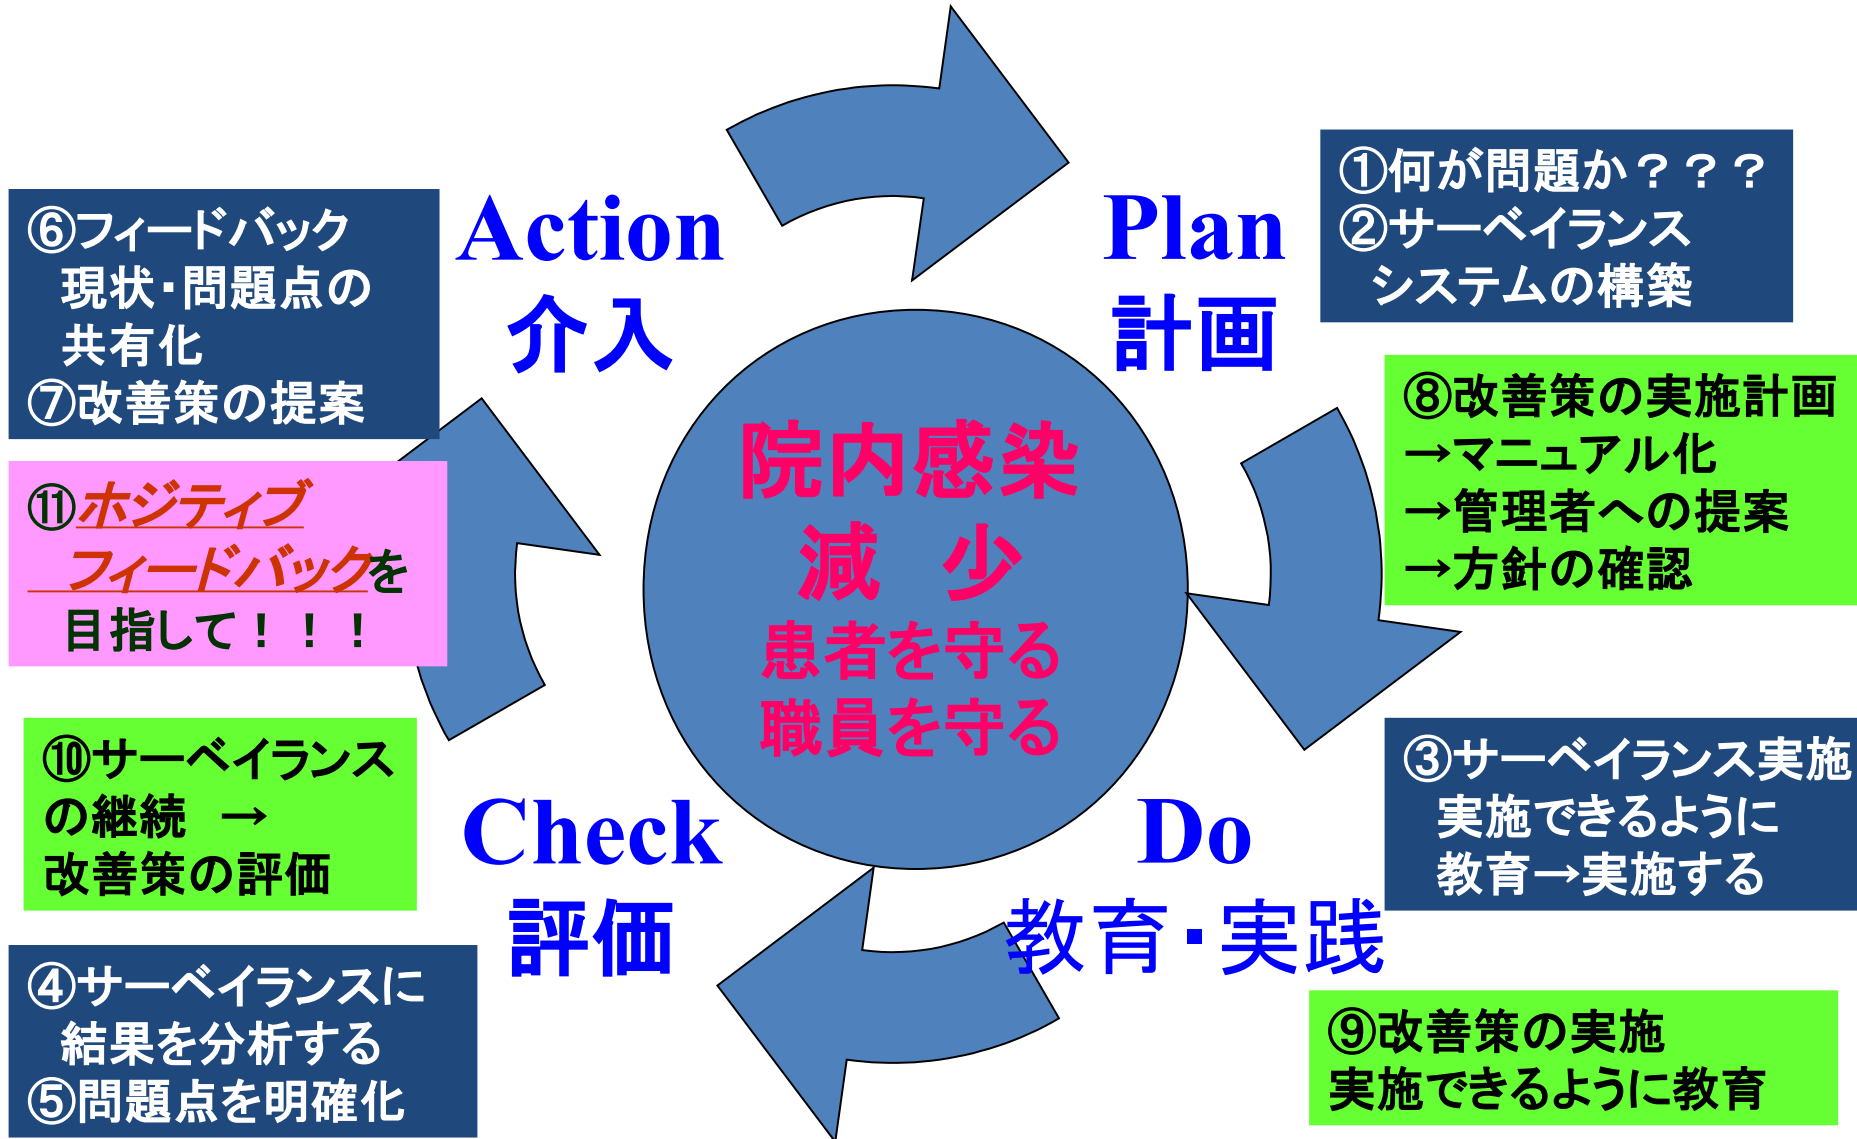 Action
介入
Plan
計画
①何が問題か？？？
②サーベイランス
システムの構築
⑥フィードバック
現状・問題点の
共有化
⑦改善策の提案
⑧改善策の実施計画
→マニュアル化
→管理者への提案
→方針の確認
院内感染
減　少
患者を守る
職員を守る
⑪ホジティブ
フィードバックを
目指して！！！
③サーベイランス実施
実施できるように
教育→実施する
⑩サーベイランス
の継続　→
改善策の評価
Check
評価
Do
教育・実践
④サーベイランスに
結果を分析する
⑤問題点を明確化
⑨改善策の実施
実施できるように教育